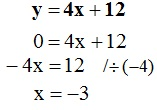 y = 4x + 12
0 = 4x + 12
- 4x = 12 /÷(−4)
x = −3